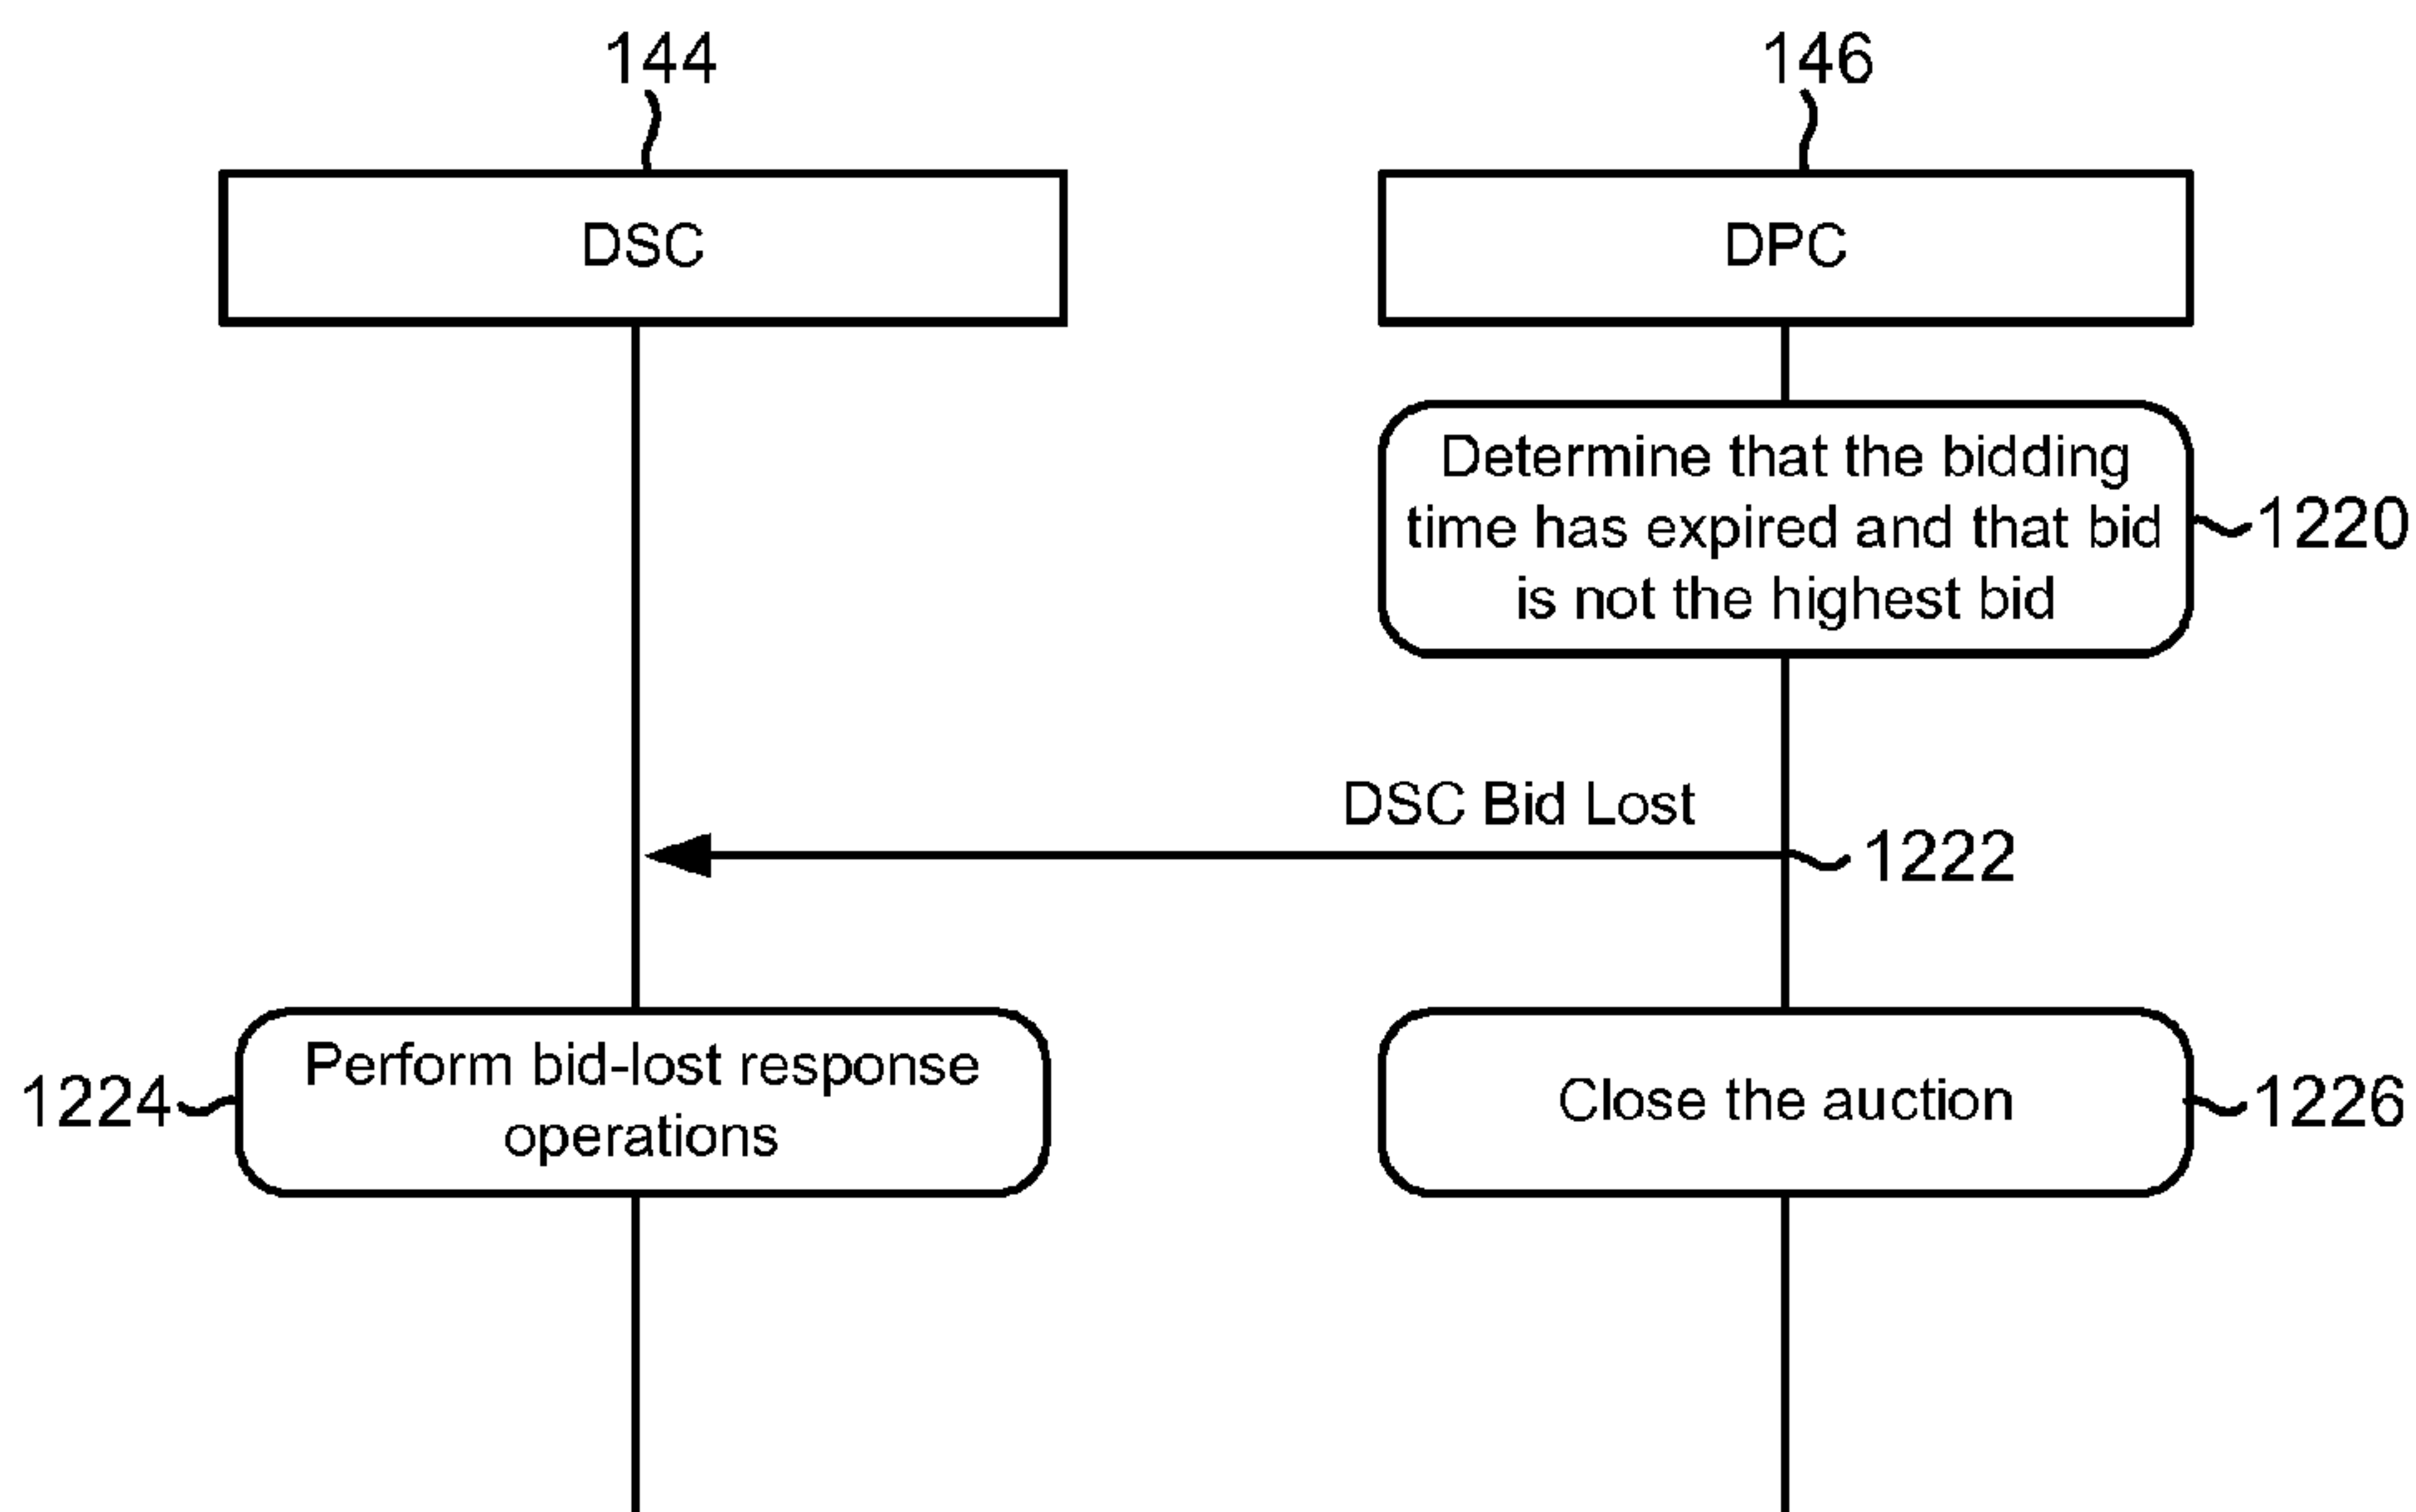 144
146
DSC
DPC
Determine that the bidding
time has expired and that bid
is not the highest bid
1220
DSC Bid Lost
1222
1224
Perform bid-lost response
operations
Close the auction
1226